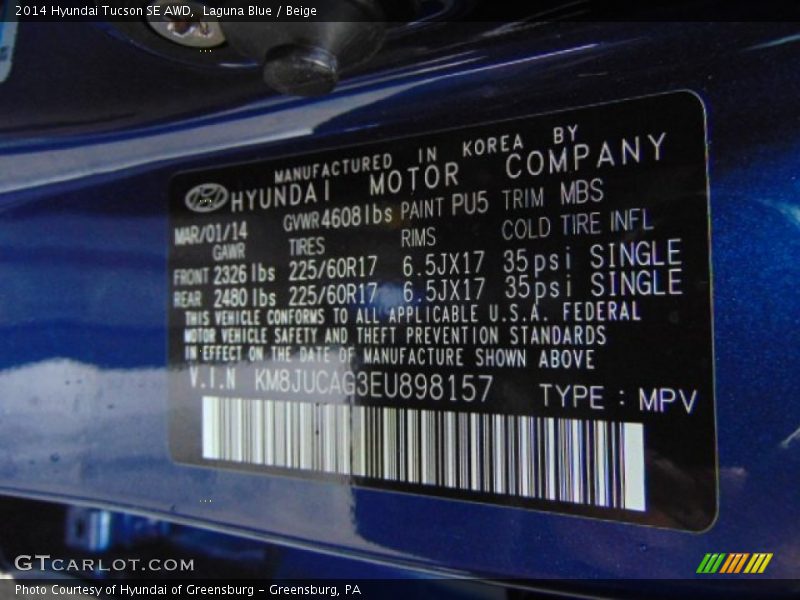 2014 Hyundai Tucson SE AWD, Laguna Blue / Beige
MANUFACTURED IN KOREA BY
HYUNDAI MOTOR COMPANY
MAR/01/14 GVWR 4608 lbs PAINT PU5 TRIM MBS
GAWR TIRES RIMS COLD TIRE INFL
FRONT 2326 lbs 225/60R17 6.5JX17 35psi SINGLE
REAR 2480 lbs 225/60R17 6.5JX17 35psi SINGLE
THIS VEHICLE CONFORMS TO ALL APPLICABLE U.S.A. FEDERAL
MOTOR VEHICLE SAFETY AND THEFT PREVENTION STANDARDS
IN EFFECT ON THE DATE OF MANUFACTURE SHOWN ABOVE
V.I.N KM8JUCAG3EU898157 TYPE : MPV
GTCARLOT.COM
Photo Courtesy of Hyundai of Greensburg - Greensburg, PA